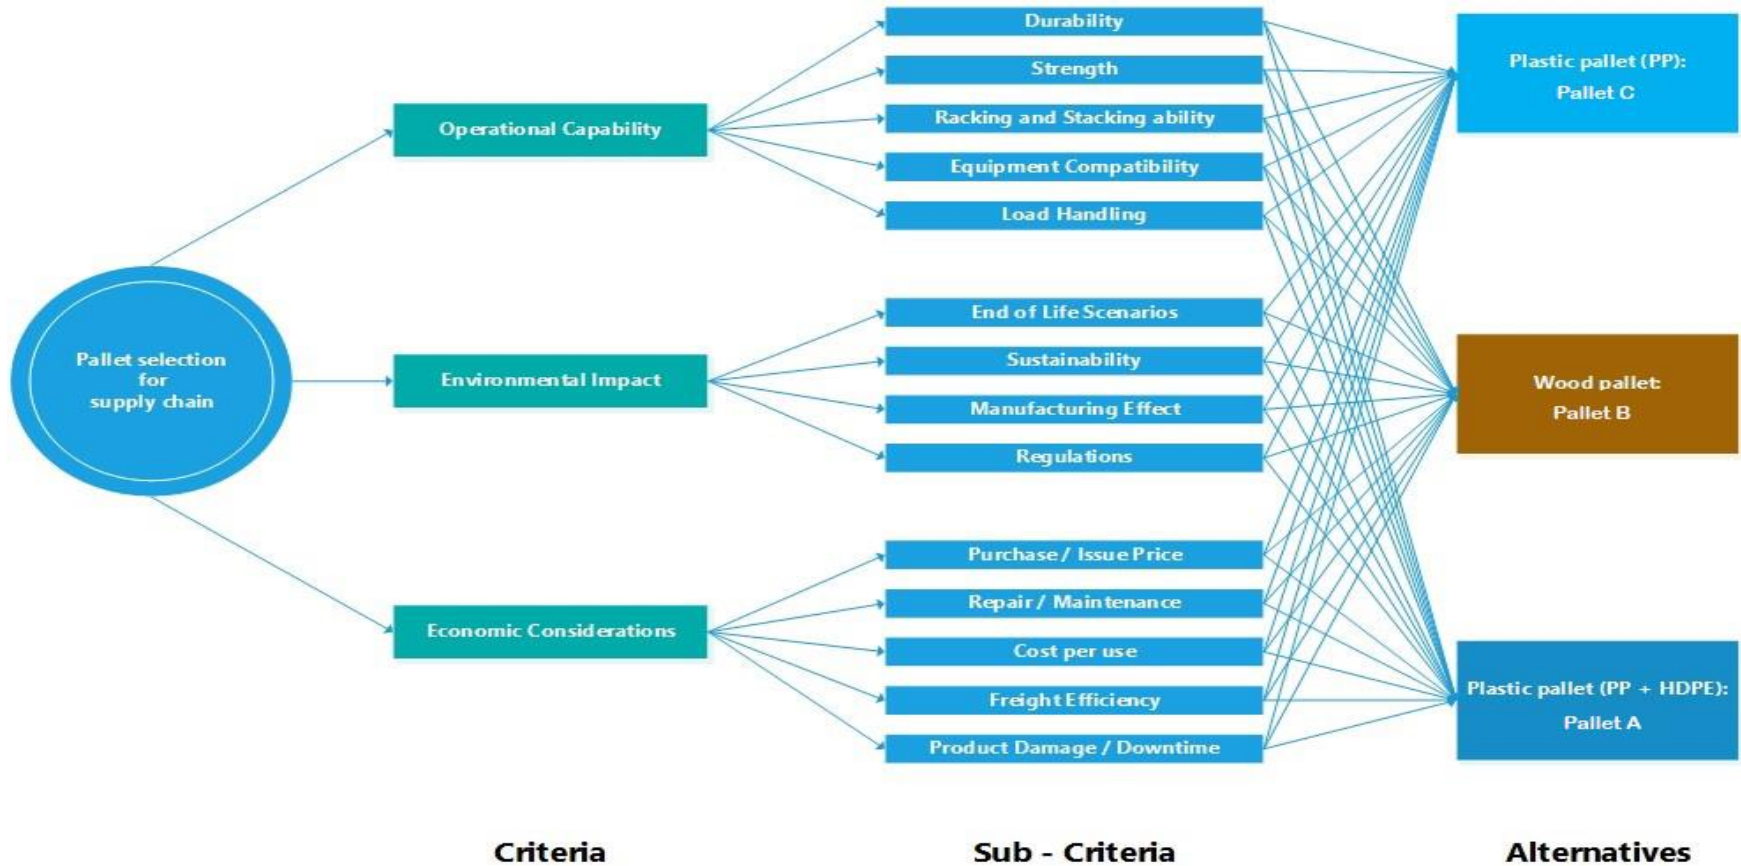 Pallet selection
for
supply chain
Operational Capability
Environmental Impact
Economic Considerations
Durability
Strength
Racking and Stacking ability
Equipment Compatibility
Load Handling
End of Life Scenarios
Sustainability
Manufacturing Effect
Regulations
Purchase / Issue Price
Repair / Maintenance
Cost per use
Freight Efficiency
Product Damage / Downtime
Plastic pallet (PP):
Pallet C
Wood pallet:
Pallet B
Plastic pallet (PP + HDPE):
Pallet A
Criteria
Sub - Criteria
Alternatives